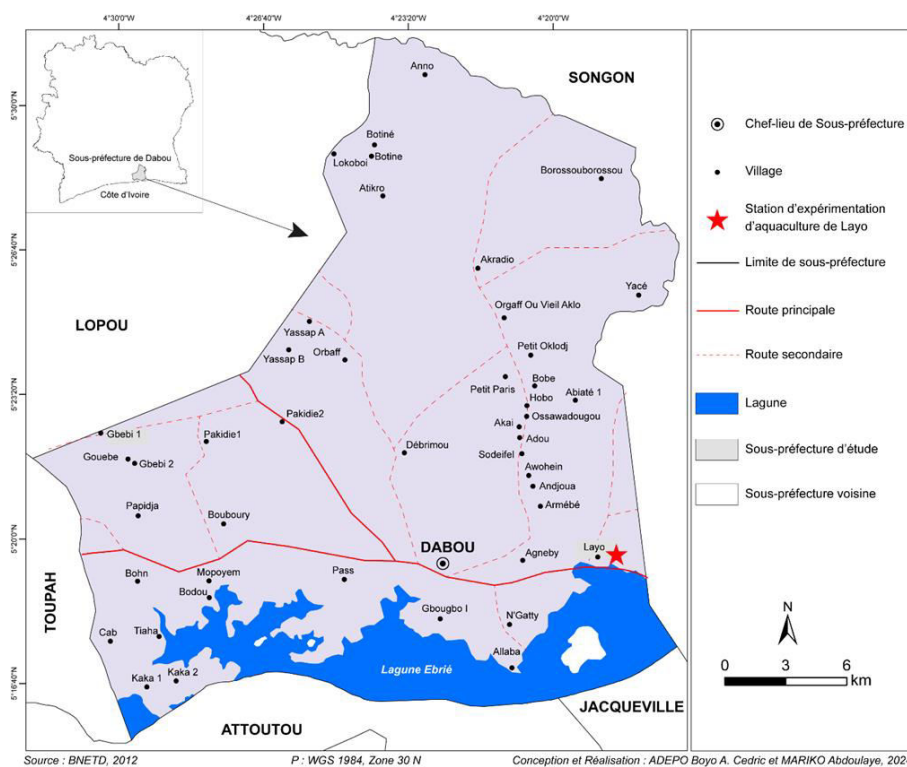 4°30'0"W
4°26'40"W
4°23'20"W
4°20'0"W
5°30'0"N
5°26'40"N
5°23'20"N
5°20'0"N
5°16'40"N
Sous-préfecture de Dabou
Côte d'Ivoire
SONGON
LOPOU
TOUPAH
ATTOUTOU
JACQUEVILLE
DABOU
Anno
Botiné
Botine
Lokoboi
Atikro
Borossouborossou
Akradio
Yacé
Orgaff Ou Vieil Aklo
Yassap A
Yassap B
Orbaff
Petit Oklodj
Petit Paris
Bobe
Hobo
Abiaté 1
Ossawadougou
Akai
Adou
Sodeifel
Awohein
Andjoua
Armébé
Débrimou
Pakidie2
Pakidie1
Gbebi 1
Gouebe
Gbebi 2
Papidja
Bouboury
Agneby
Layo
Bohn
Mopoyem
Bodou
Pass
Gbougbo I
N'Gatty
Allaba
Cab
Tiaha
Kaka 1
Kaka 2
Lagune Ebrié
Chef-lieu de Sous-préfecture
Village
Station d'expérimentation
d'aquaculture de Layo
Limite de sous-préfecture
Route principale
Route secondaire
Lagune
Sous-préfecture d'étude
Sous-préfecture voisine
N
0 3 6
km
Source : BNETD, 2012
P : WGS 1984, Zone 30 N
Conception et Réalisation : ADEPO Boyo A. Cedric et MARIKO Abdoulaye,